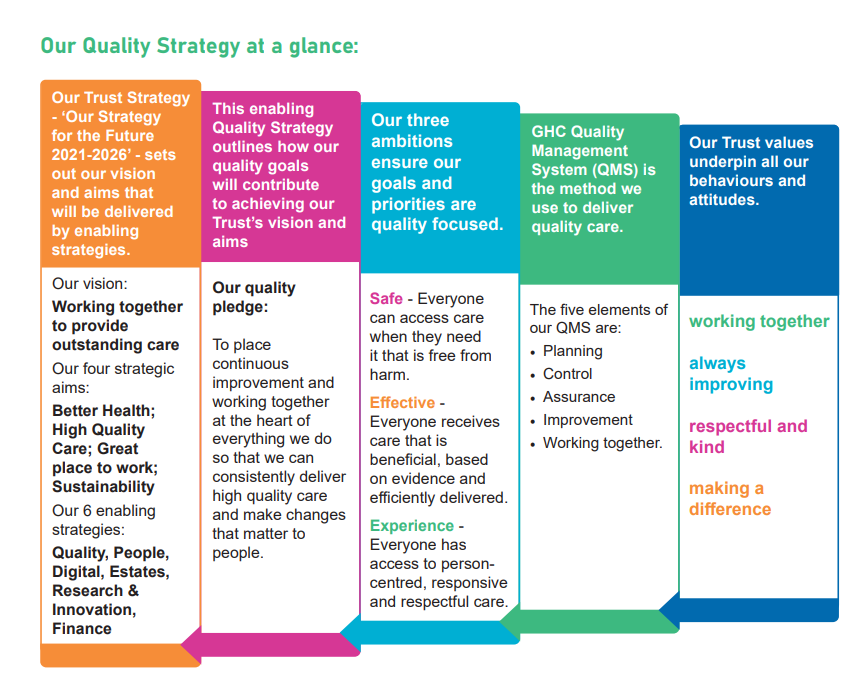 Our Quality Strategy at a glance:
Our Trust Strategy
- ‘Our Strategy
for the Future
2021-2026’ - sets
out our vision
and aims that
will be delivered
by enabling
strategies.
Our vision:
Working together
to provide
outstanding care
Our four strategic
aims:
Better Health;
High Quality
Care; Great
place to work;
Sustainability
Our 6 enabling
strategies:
Quality, People,
Digital, Estates,
Research &
Innovation,
Finance
This enabling
Quality Strategy
outlines how our
quality goals
will contribute
to achieving our
Trust’s vision and
aims
Our quality
pledge:
To place
continuous
improvement and
working together
at the heart of
everything we do
so that we can
consistently deliver
high quality care
and make changes
that matter to
people.
Our three
ambitions
ensure our
goals and
priorities are
quality focused.
Safe - Everyone
can access care
when they need
it that is free from
harm.
Effective -
Everyone receives
care that is
beneficial, based
on evidence and
efficiently delivered.
Experience -
Everyone has
access to person-
centred, responsive
and respectful care.
GHC Quality
Management
System (QMS) is
the method we
use to deliver
quality care.
The five elements of
our QMS are:
• Planning
• Control
• Assurance
• Improvement
• Working together.
Our Trust values
underpin all our
behaviours and
attitudes.
working together
always
improving
respectful and
kind
making a
difference